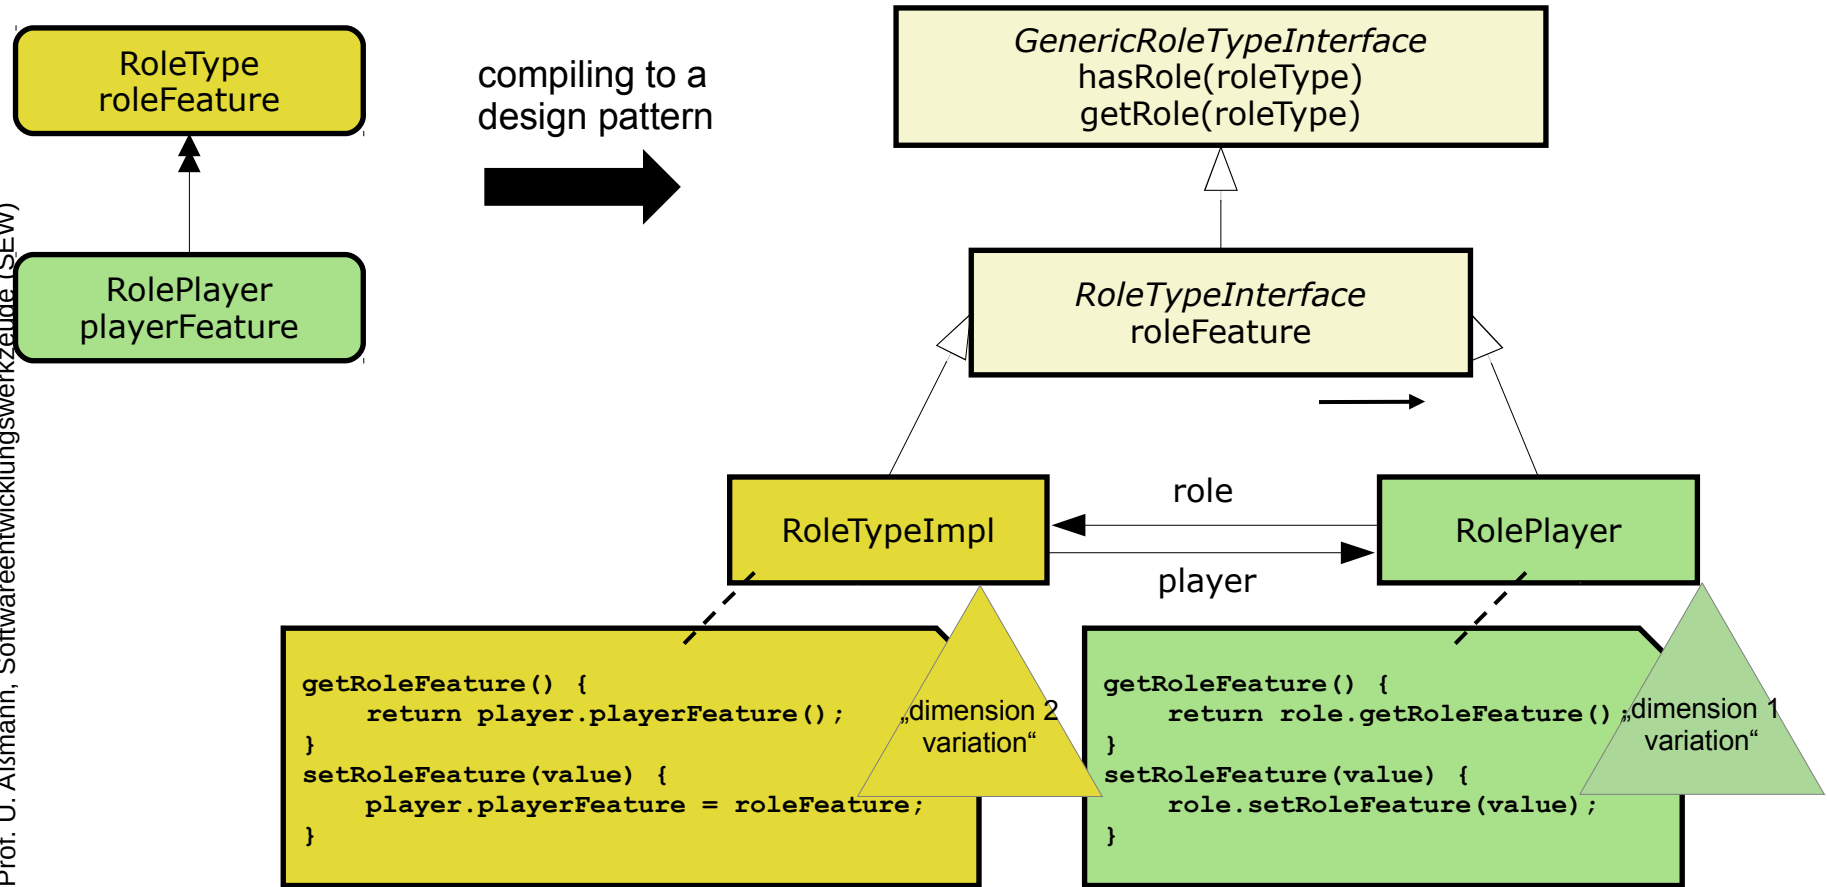 RoleType
roleFeature
RolePlayer
playerFeature
compiling to a
design pattern
GenericRoleTypeInterface
hasRole(roleType)
getRole(roleType)
RoleTypeInterface
roleFeature
RoleTypeImpl
role
player
RolePlayer
getRoleFeature() {
    return player.playerFeature();
}
setRoleFeature(value) {
    player.playerFeature = roleFeature;
}
„dimension 2
variation“
getRoleFeature() {
    return role.getRoleFeature();
}
setRoleFeature(value) {
    role.setRoleFeature(value);
}
„dimension 1
variation“
Prof. U. Aßmann, Softwareentwicklungswerkzeuge (SEW)